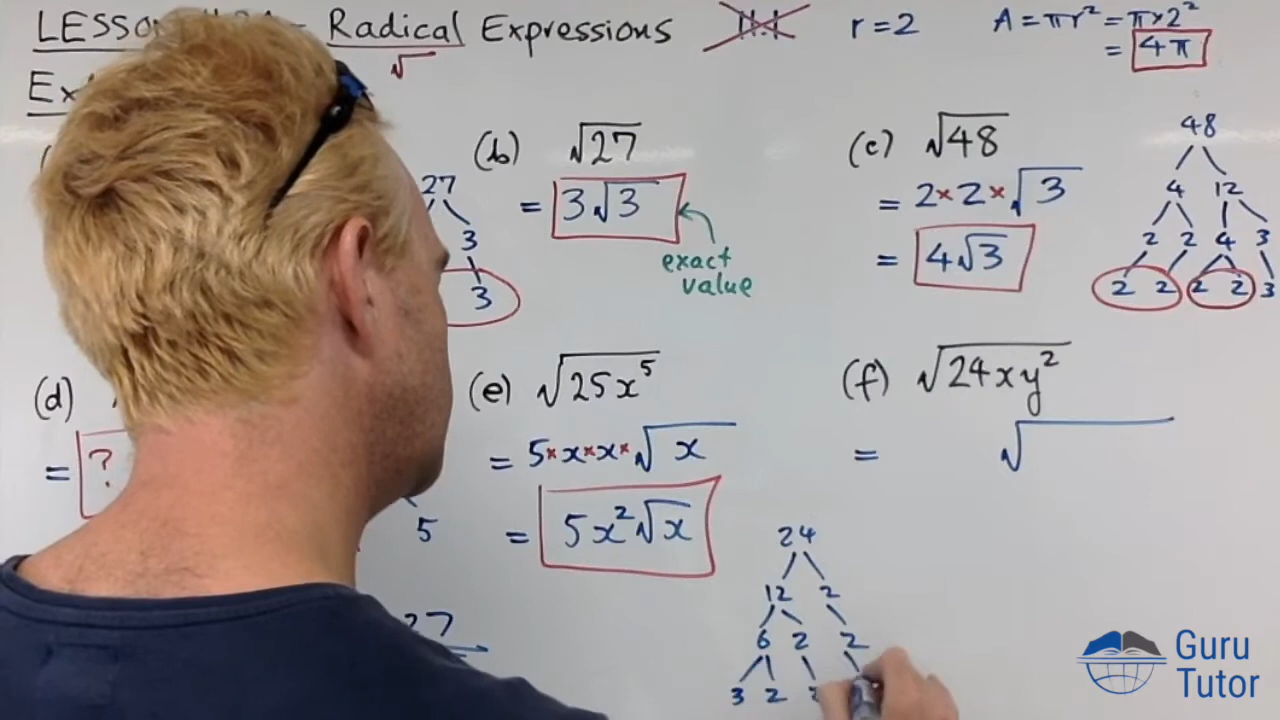 LESSON Radical Expressions
√
r = 2
A = πr² = π×2²
= 4π
Ex
(b) √27
= 3√3
exact
value
27
3
3
(c) √48
= 2×2×√3
= 4√3
48
4 12
2 2 4 3
2 2 2 2 3
(d)
= ?
5
27
(e) √25x⁵
= 5×x×x×√x
= 5x²√x
(f) √24xy²
= √
24
12 2
6 2 2
3 2
Guru
Tutor